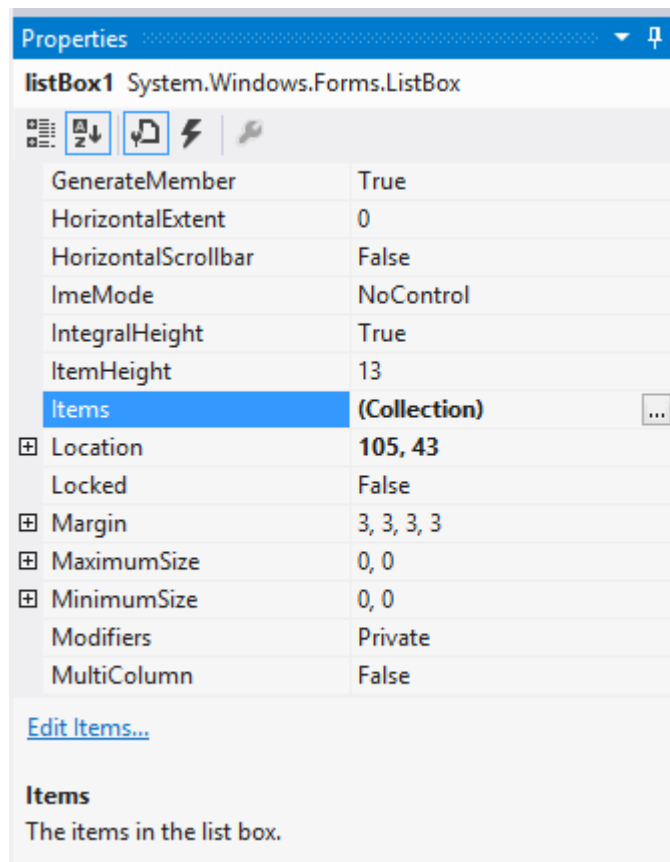 Properties
listBox1 System.Windows.Forms.ListBox
GenerateMember True
HorizontalExtent 0
HorizontalScrollbar False
ImeMode NoControl
IntegralHeight True
ItemHeight 13
Items (Collection) ...
Location 105, 43
Locked False
Margin 3, 3, 3, 3
MaximumSize 0, 0
MinimumSize 0, 0
Modifiers Private
MultiColumn False
Edit Items...
Items
The items in the list box.